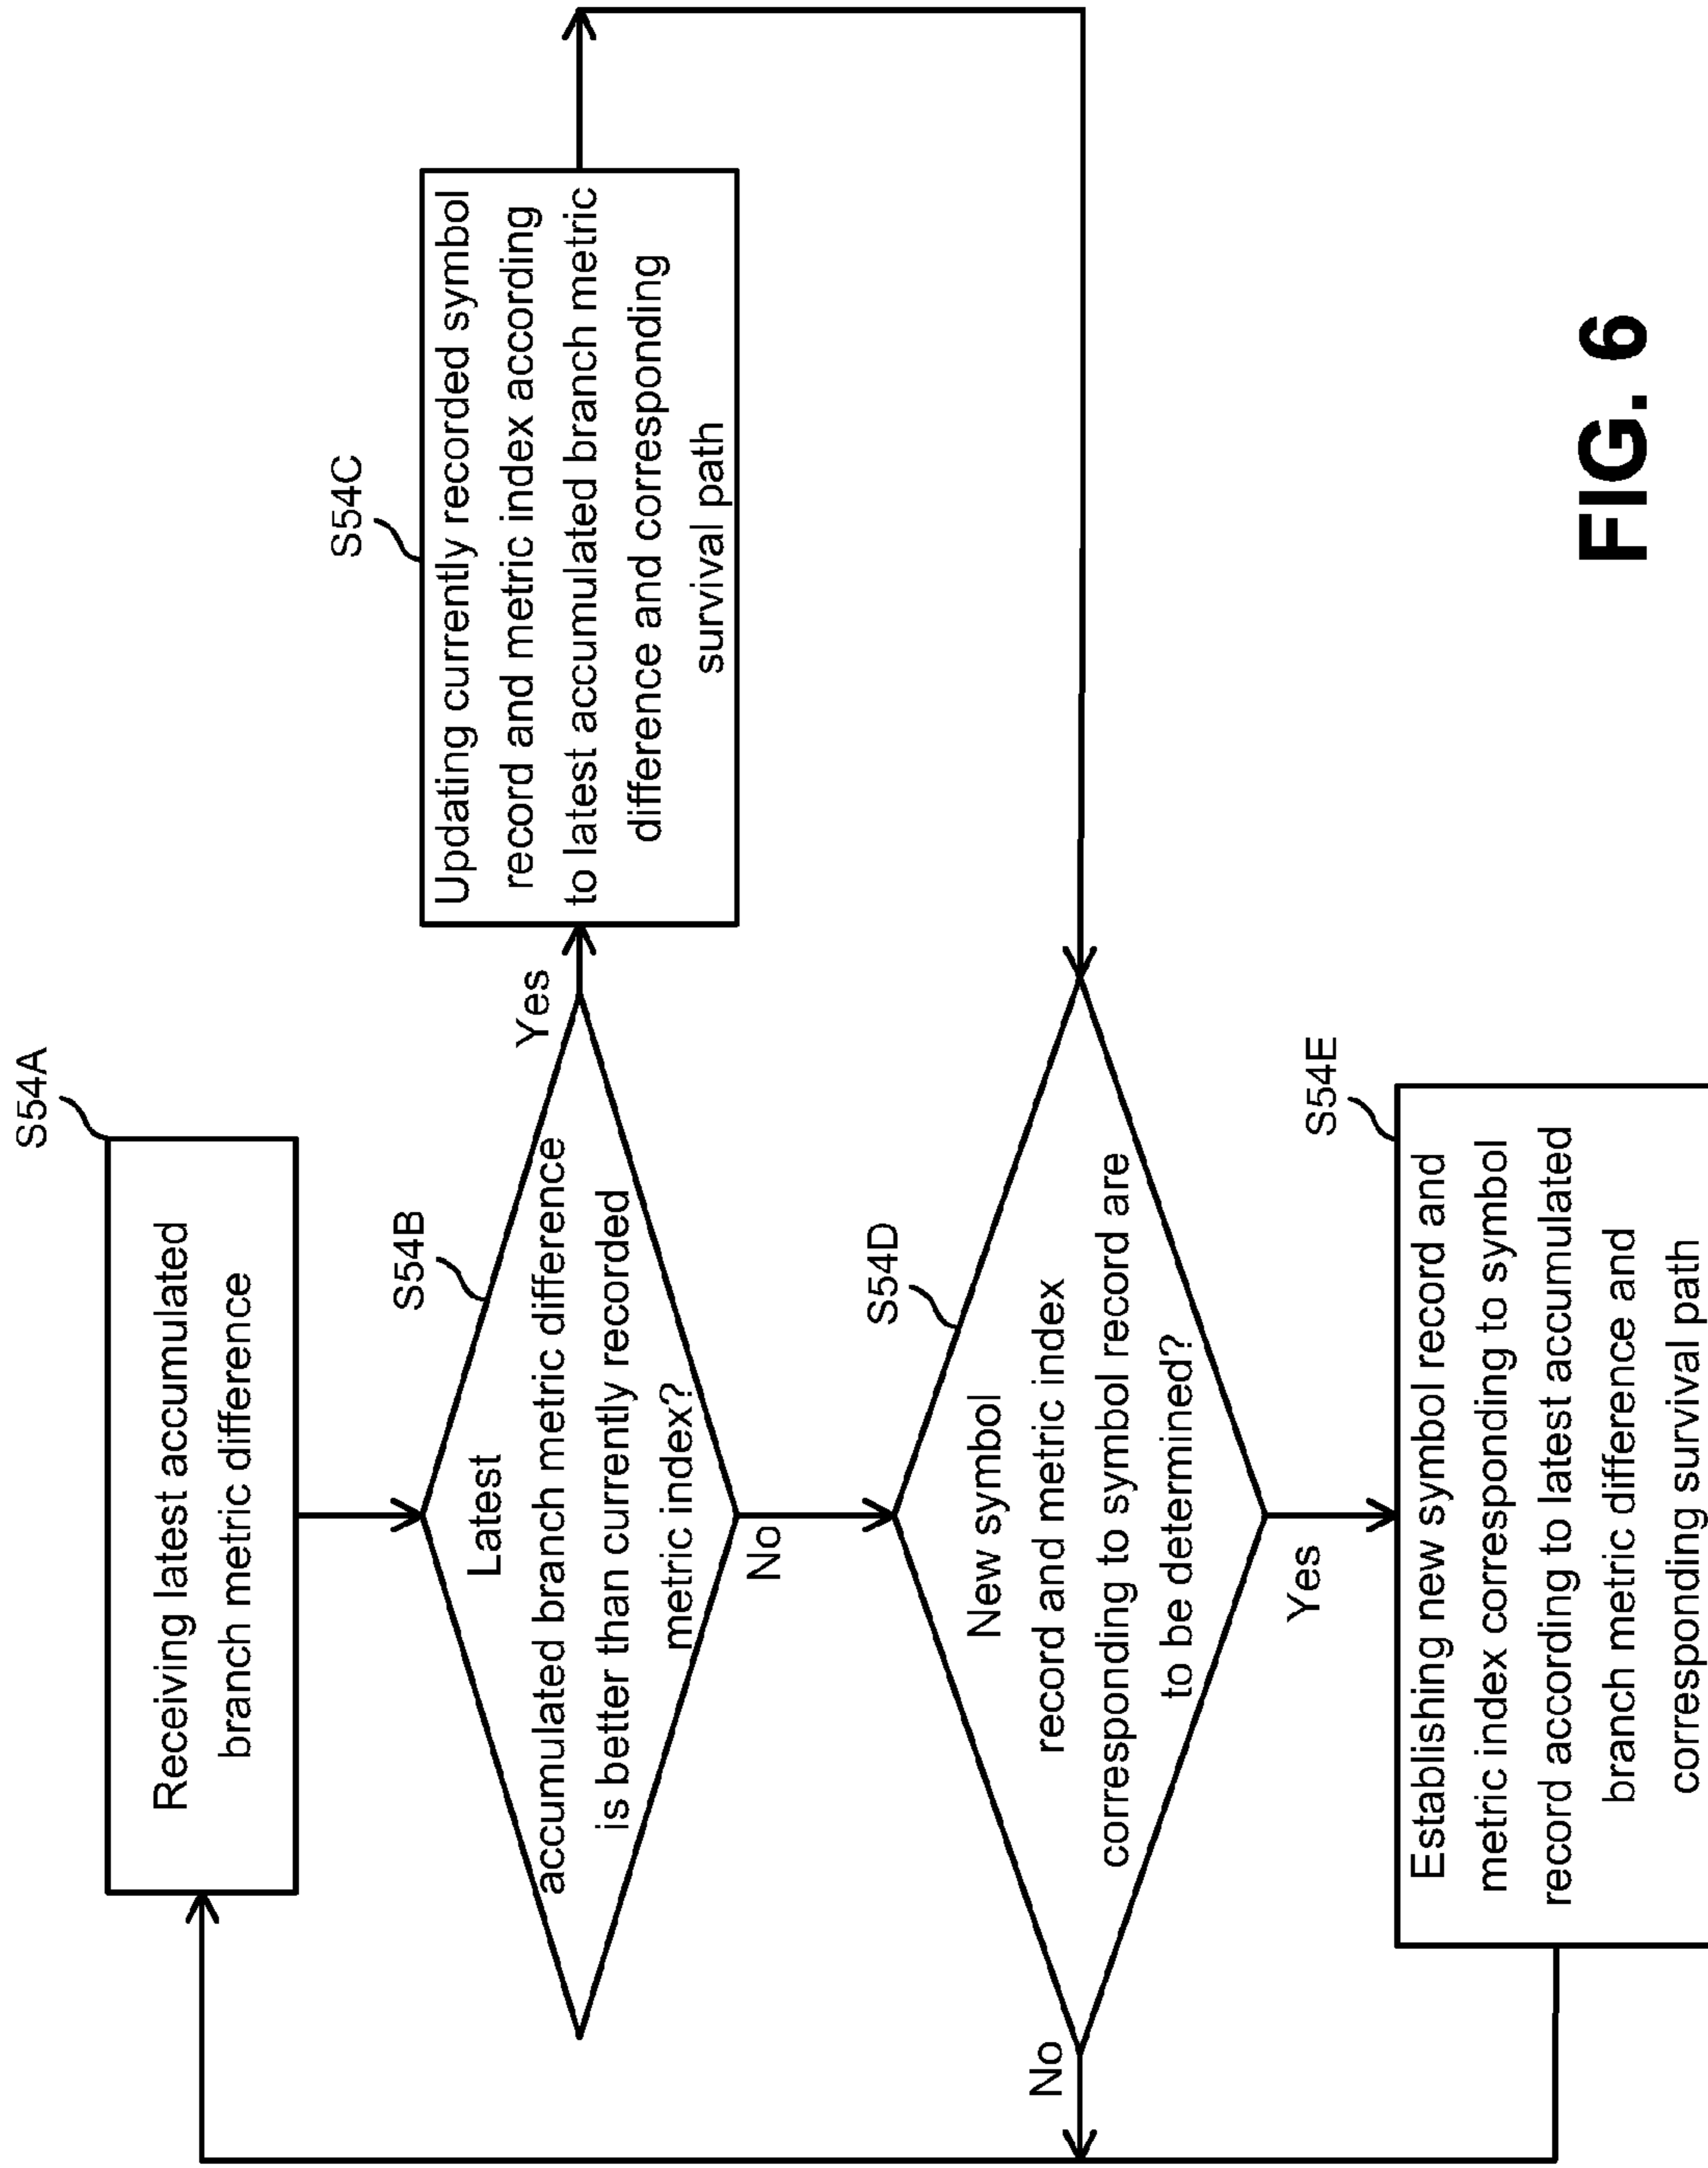 S54A
Receiving latest accumulated
branch metric difference
S54B
Latest
accumulated branch metric difference
is better than currently recorded
metric index?
Yes
No
S54C
Updating currently recorded symbol
record and metric index according
to latest accumulated branch metric
difference and corresponding
survival path
S54D
New symbol
record and metric index
corresponding to symbol record are
to be determined?
No
Yes
S54E
Establishing new symbol record and
metric index corresponding to symbol
record according to latest accumulated
branch metric difference and
corresponding survival path
FIG. 6